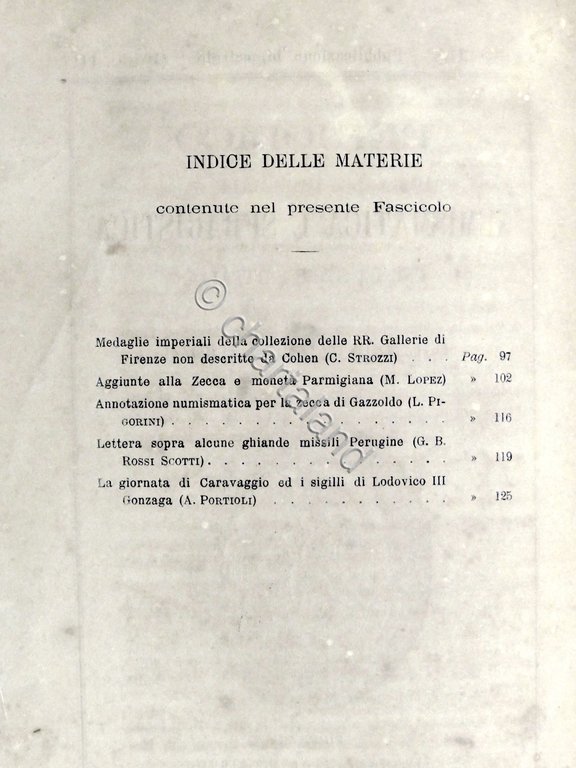 INDICE DELLE MATERIE
contenute nel presente Fascicolo
Medaglie imperiali della collezione delle RR. Gallerie di
Firenze non descritte da Cohen (C. STROZZI) . . . Pag. 97
Aggiunte alla Zecca e moneta Parmigiana (M. LOPEZ) » 102
Annotazione numismatica per la zecca di Gazzoldo (L. PI-
GORINI) . . . . . . . . . . . . » 116
Lettera sopra alcune ghiande missili Perugine (G. B.
ROSSI SCOTTI) . . . . . . . . . . . » 119
La giornata di Caravaggio ed i sigilli di Lodovico III
Gonzaga (A. PORTIOLI) . . . . . . . . . » 125
© chartaland